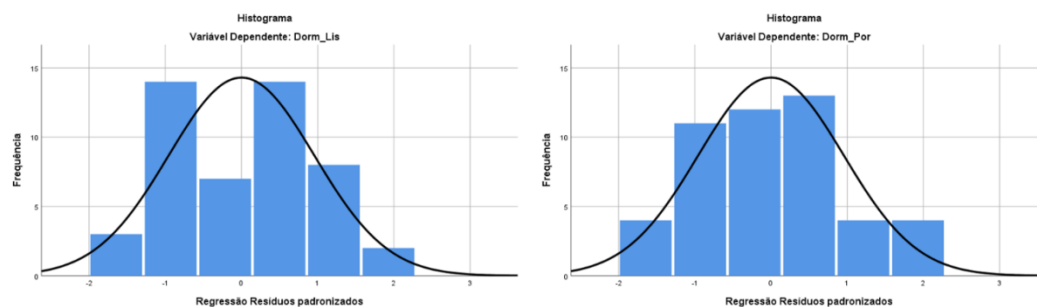 Histograma
Variável Dependente: Dorm_Lis
Frequência
15
10
5
0
-2
-1
0
1
2
3
Regressão Resíduos padronizados
Histograma
Variável Dependente: Dorm_Por
Frequência
15
10
5
0
-2
-1
0
1
2
3
Regressão Resíduos padronizados